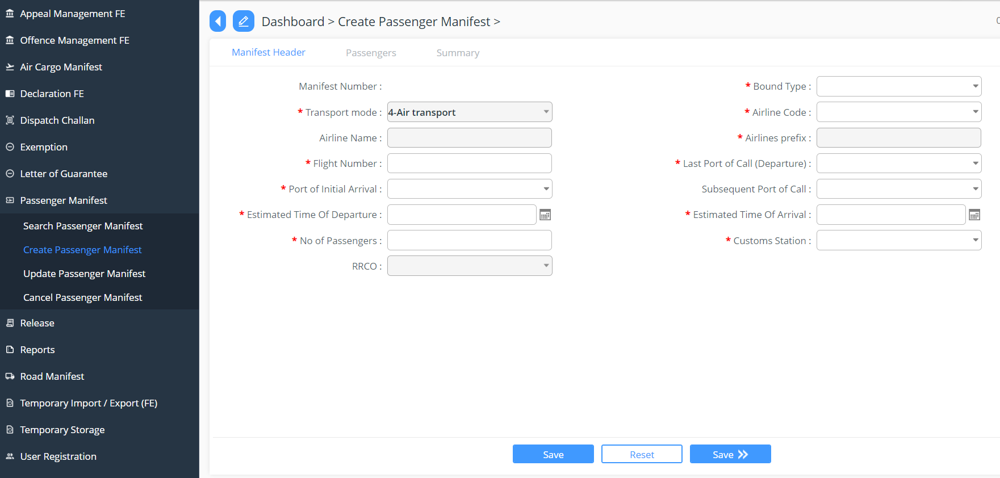 Appeal Management FE
Offence Management FE
Air Cargo Manifest
Declaration FE
Dispatch Challan
Exemption
Letter of Guarantee
Passenger Manifest
Search Passenger Manifest
Create Passenger Manifest
Update Passenger Manifest
Cancel Passenger Manifest
Release
Reports
Road Manifest
Temporary Import / Export (FE)
Temporary Storage
User Registration
Dashboard > Create Passenger Manifest >
Manifest Header Passengers Summary
Manifest Number :
* Bound Type :
* Transport mode : 4-Air transport
* Airline Code :
Airline Name :
* Airlines prefix :
* Flight Number :
* Last Port of Call (Departure) :
* Port of Initial Arrival :
Subsequent Port of Call :
* Estimated Time Of Departure :
* Estimated Time Of Arrival :
* No of Passengers :
* Customs Station :
RRCO :
Save Reset Save